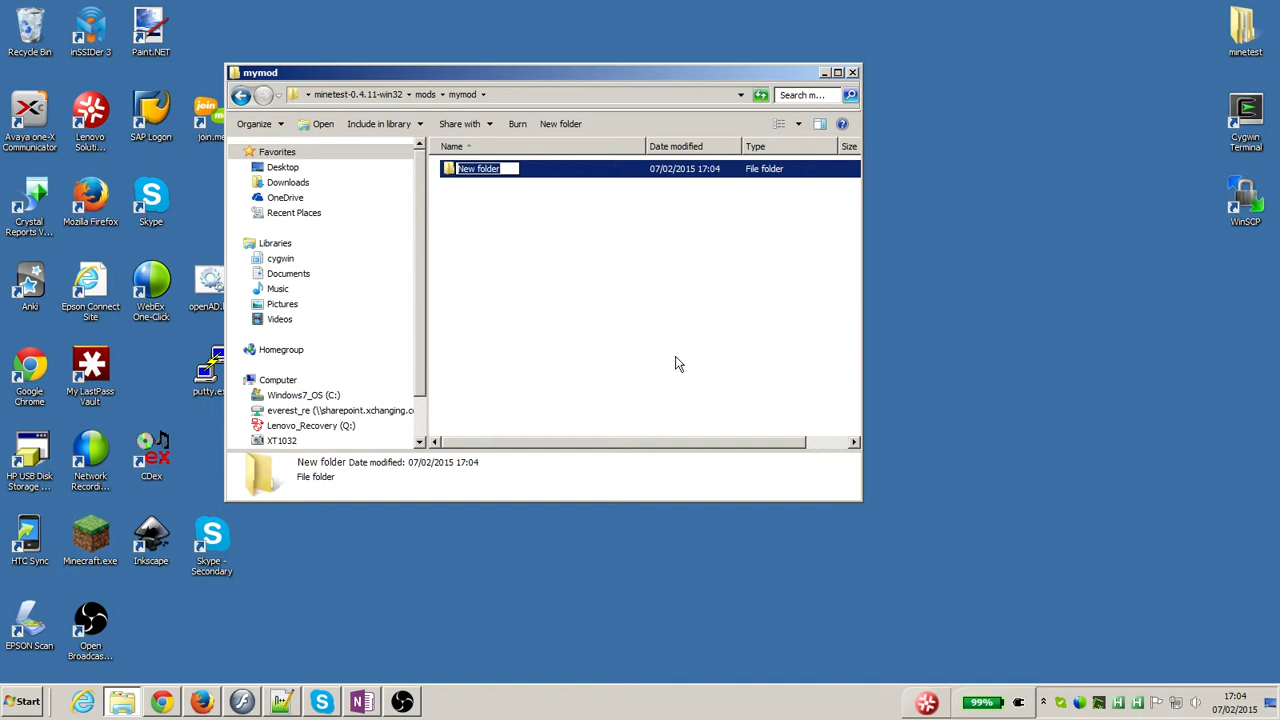 Recycle Bin
inSSIDer 3
Paint.NET
minetest
mymod
minetest-0.4.11-win32
mods
mymod
Search m...
Organize
Open
Include in library
Share with
Burn
New folder
Avaya one-X
Communicator
Lenovo
Soluti...
SAP Logon
join me
join.me
Cygwin
Terminal
Favorites
Desktop
Downloads
OneDrive
Recent Places
Libraries
cygwin
Documents
Music
Pictures
Videos
Homegroup
Computer
Windows7_OS (C:)
everest_re (\\sharepoint.xchanging.co
Lenovo_Recovery (Q:)
XT1032
Name
Date modified
Type
Size
New folder
07/02/2015 17:04
File folder
New folder Date modified: 07/02/2015 17:04
File folder
Crystal
Reports V...
Mozilla Firefox
Skype
WinSCP
Anki
Epson Connect
Site
WebEx
One-Click
openAD.
Google
Chrome
My LastPass
Vault
putty.ex
HP USB Disk
Storage ...
Network
Recordi...
CDex
HTC Sync
Minecraft.exe
Inkscape
Skype -
Secondary
EPSON Scan
Open
Broadcas...
Start
99%
17:04
07/02/2015